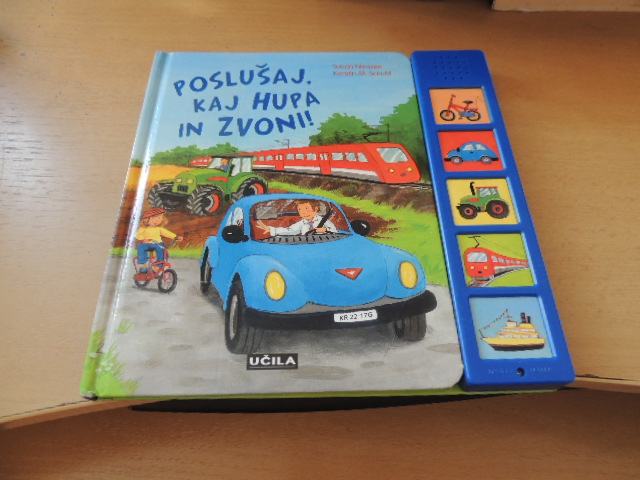 POSLUŠAJ,
KAJ HUPA
IN ZVONI!
KR 22 17G
UČILA